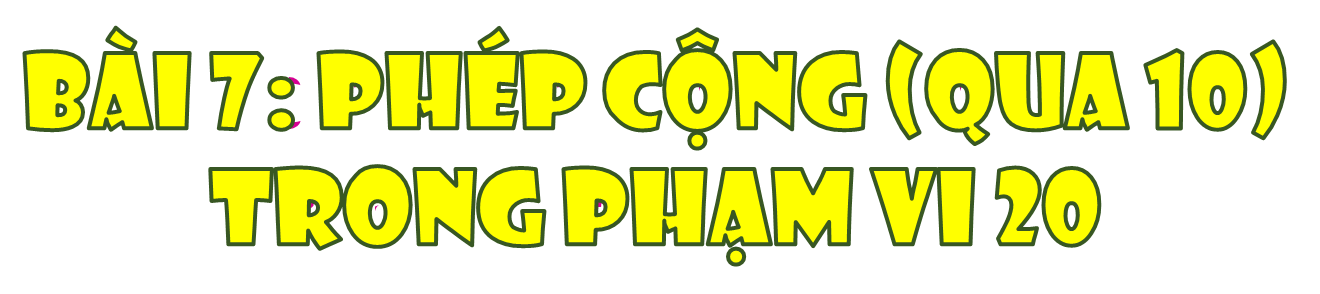 BÀI 7: PHÉP CỘNG (QUA 10)
TRONG PHẠM VI 20